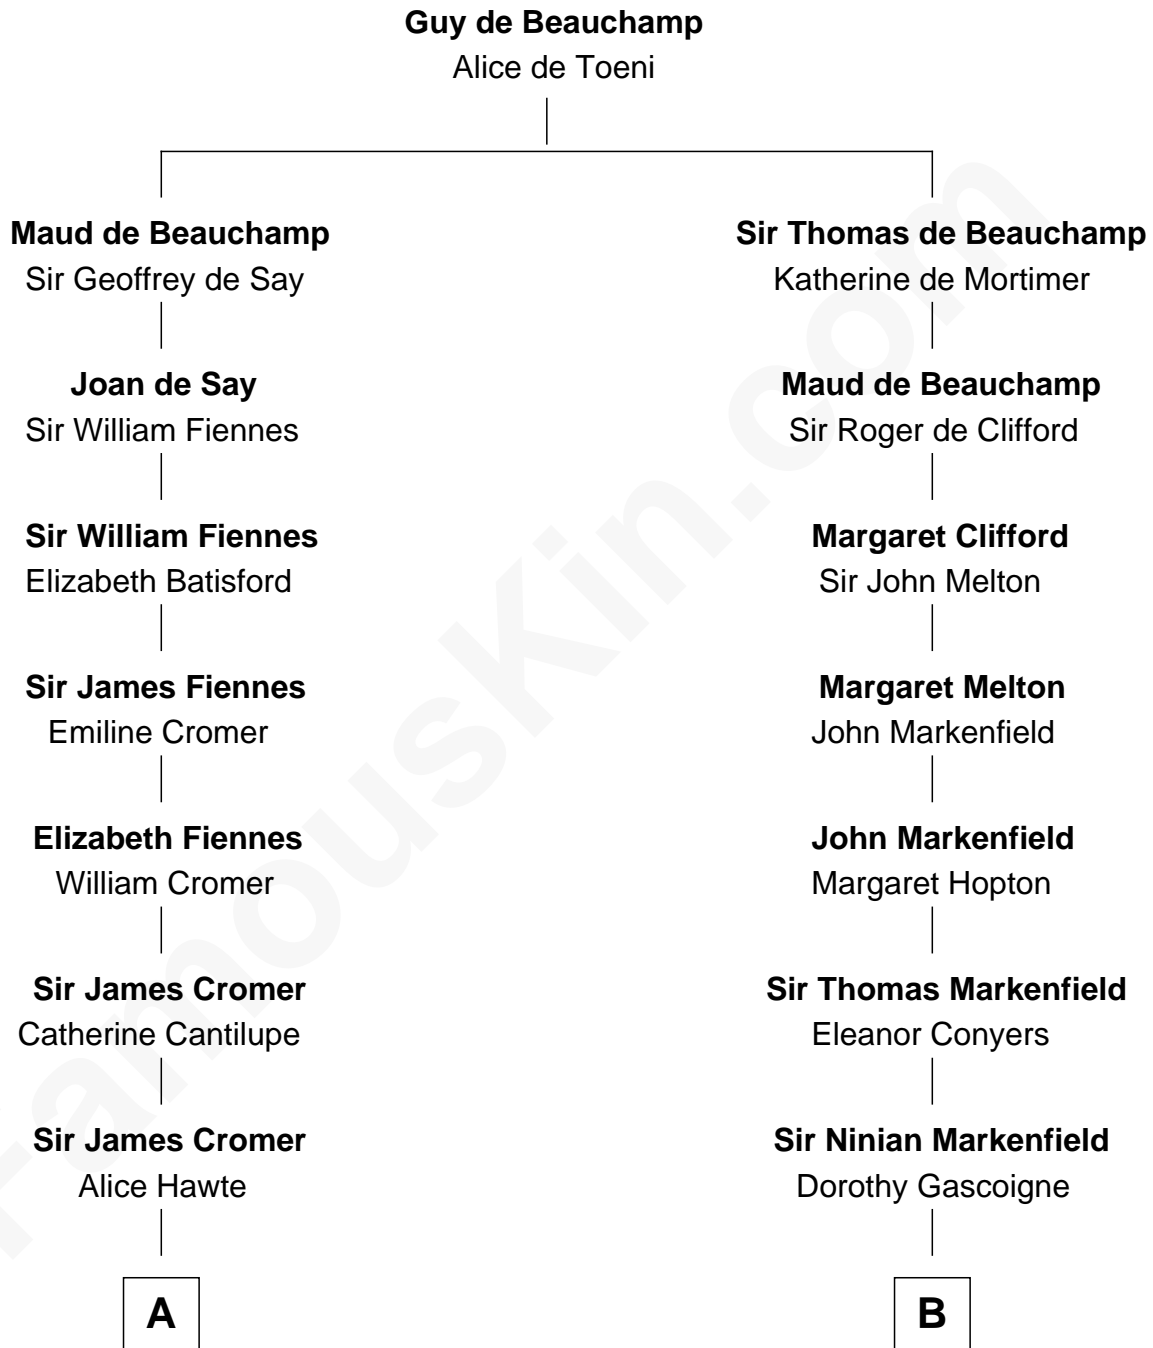 Guy de Beauchamp
Alice de Toeni
Maud de Beauchamp
Sir Geoffrey de Say
Joan de Say
Sir William Fiennes
Sir William Fiennes
Elizabeth Batisford
Sir James Fiennes
Emiline Cromer
Elizabeth Fiennes
William Cromer
Sir James Cromer
Catherine Cantilupe
Sir James Cromer
Alice Hawte
A
Sir Thomas de Beauchamp
Katherine de Mortimer
Maud de Beauchamp
Sir Roger de Clifford
Margaret Clifford
Sir John Melton
Margaret Melton
John Markenfield
John Markenfield
Margaret Hopton
Sir Thomas Markenfield
Eleanor Conyers
Sir Ninian Markenfield
Dorothy Gascoigne
B
FamousKin.com